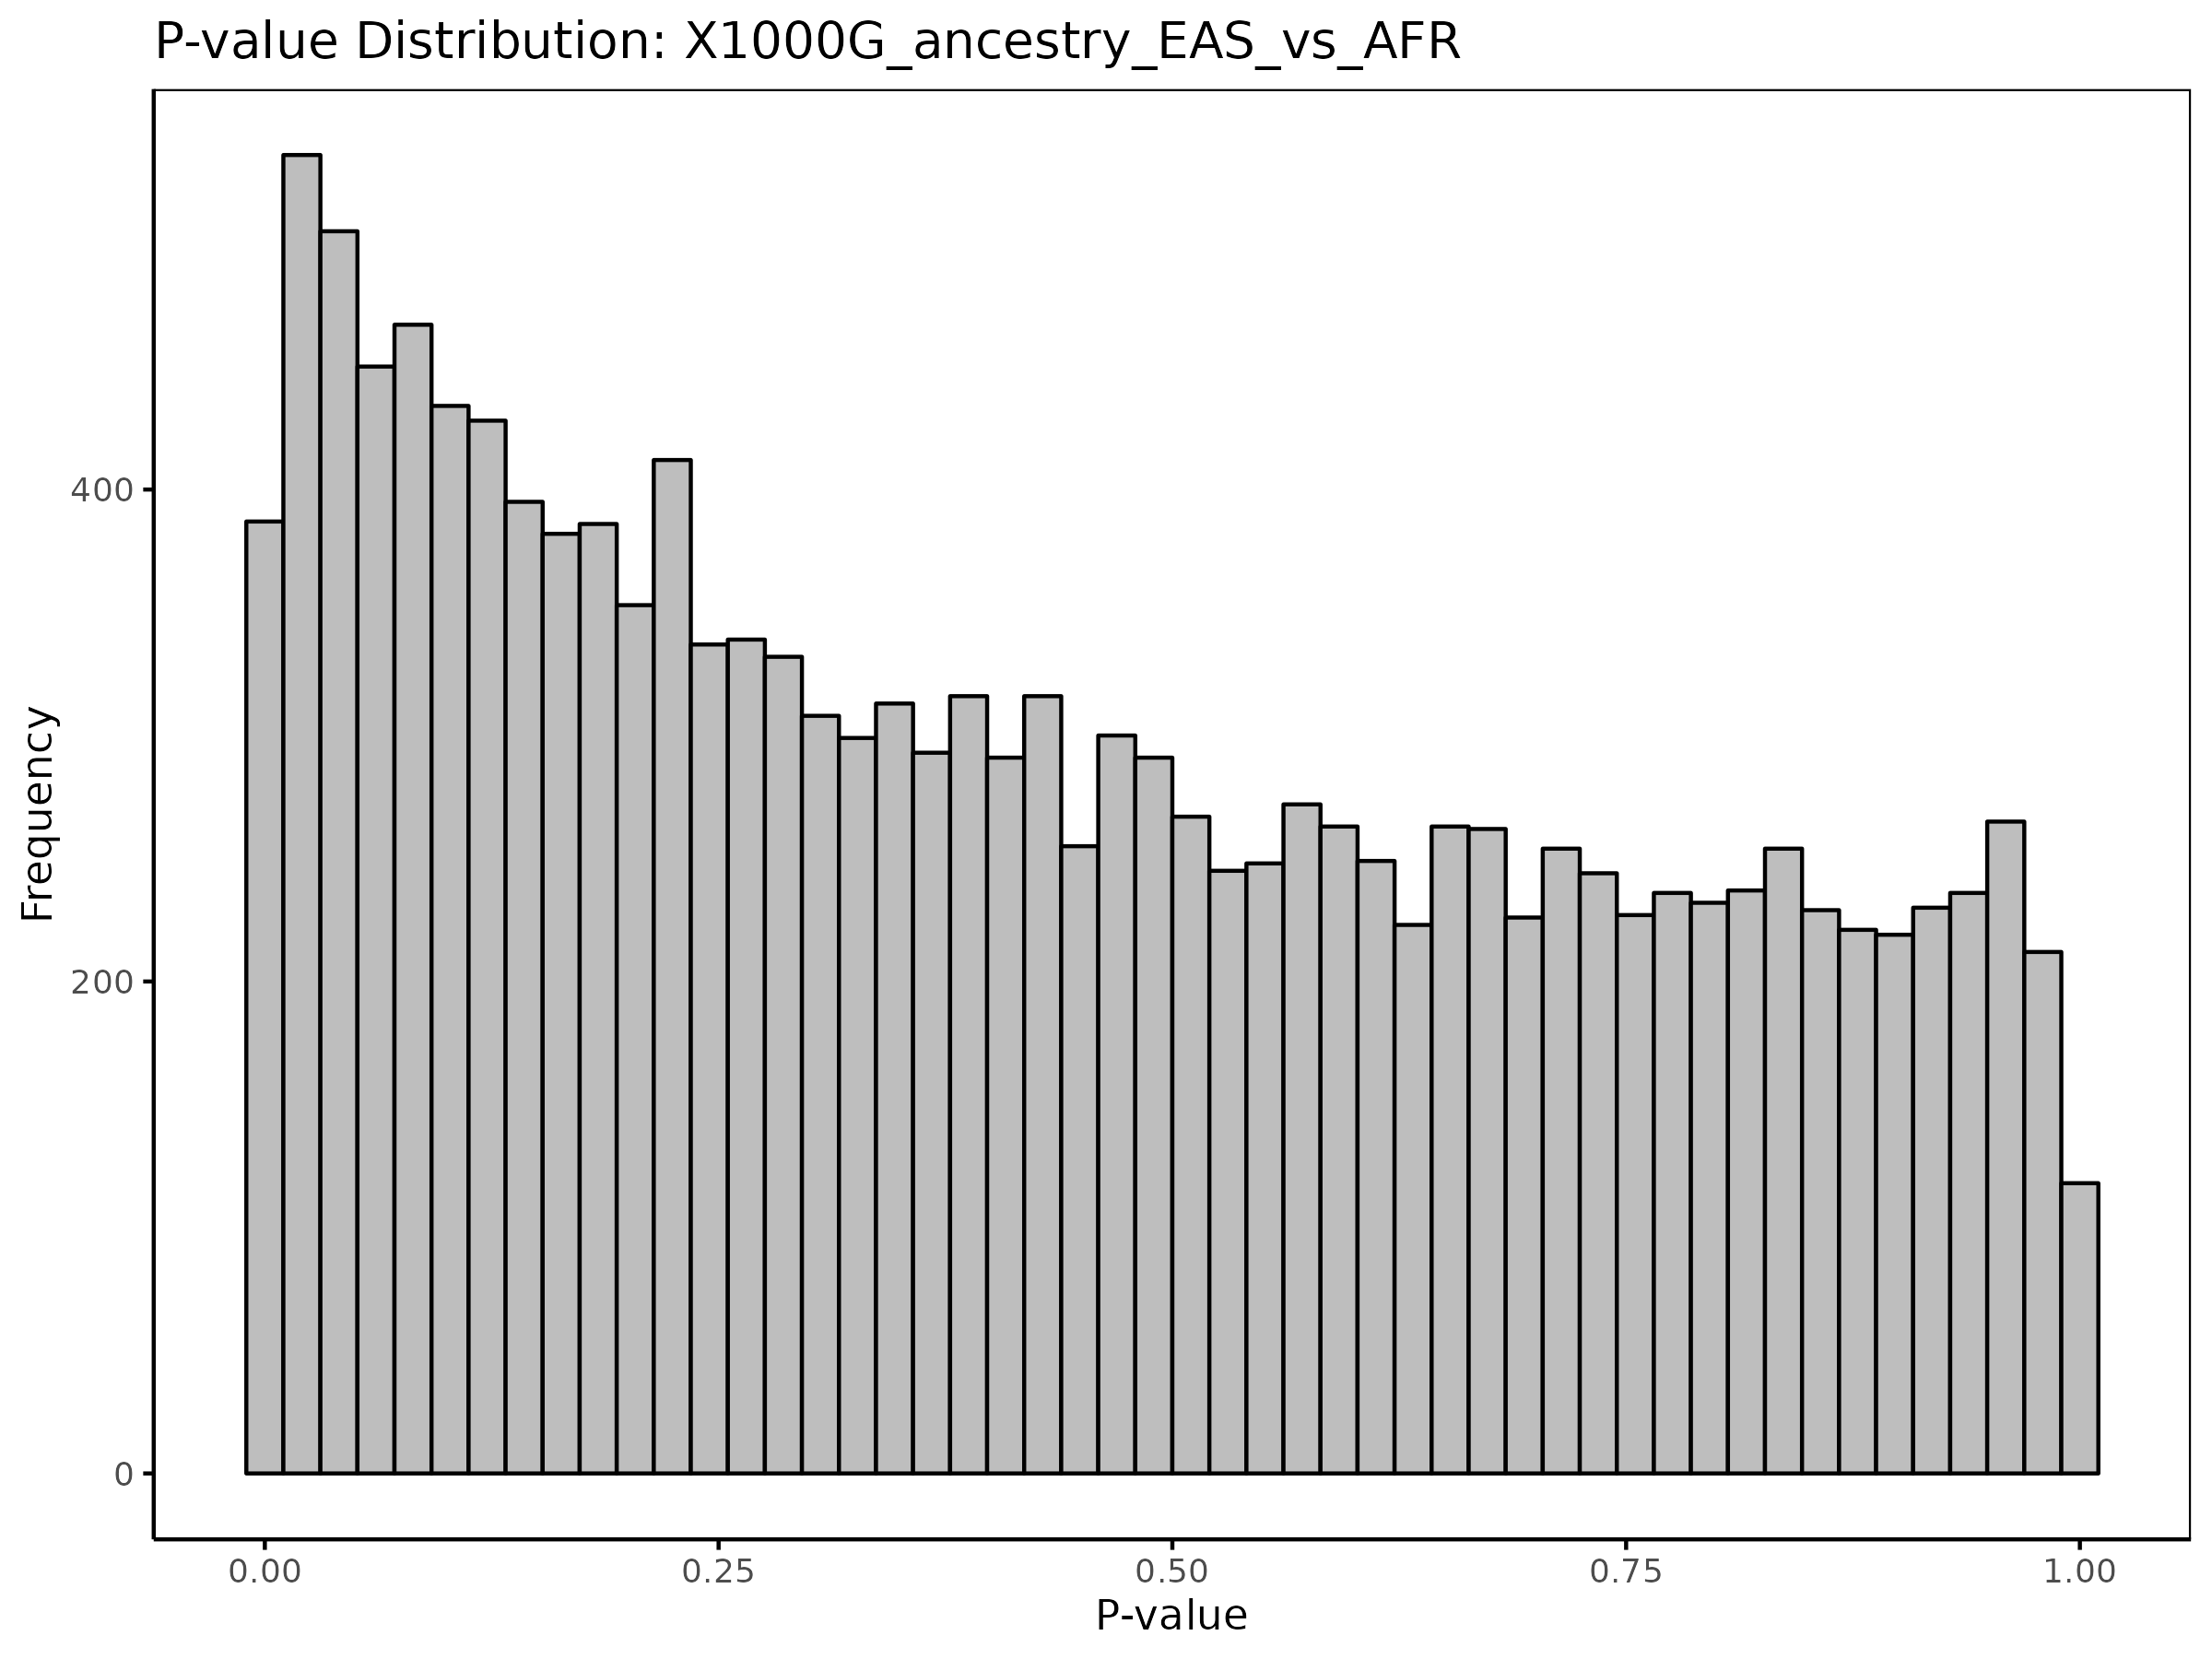 P-value Distribution: X1000G_ancestry_EAS_vs_AFR
Frequency
400
200
0
0.00 0.25 0.50 0.75 1.00
P-value